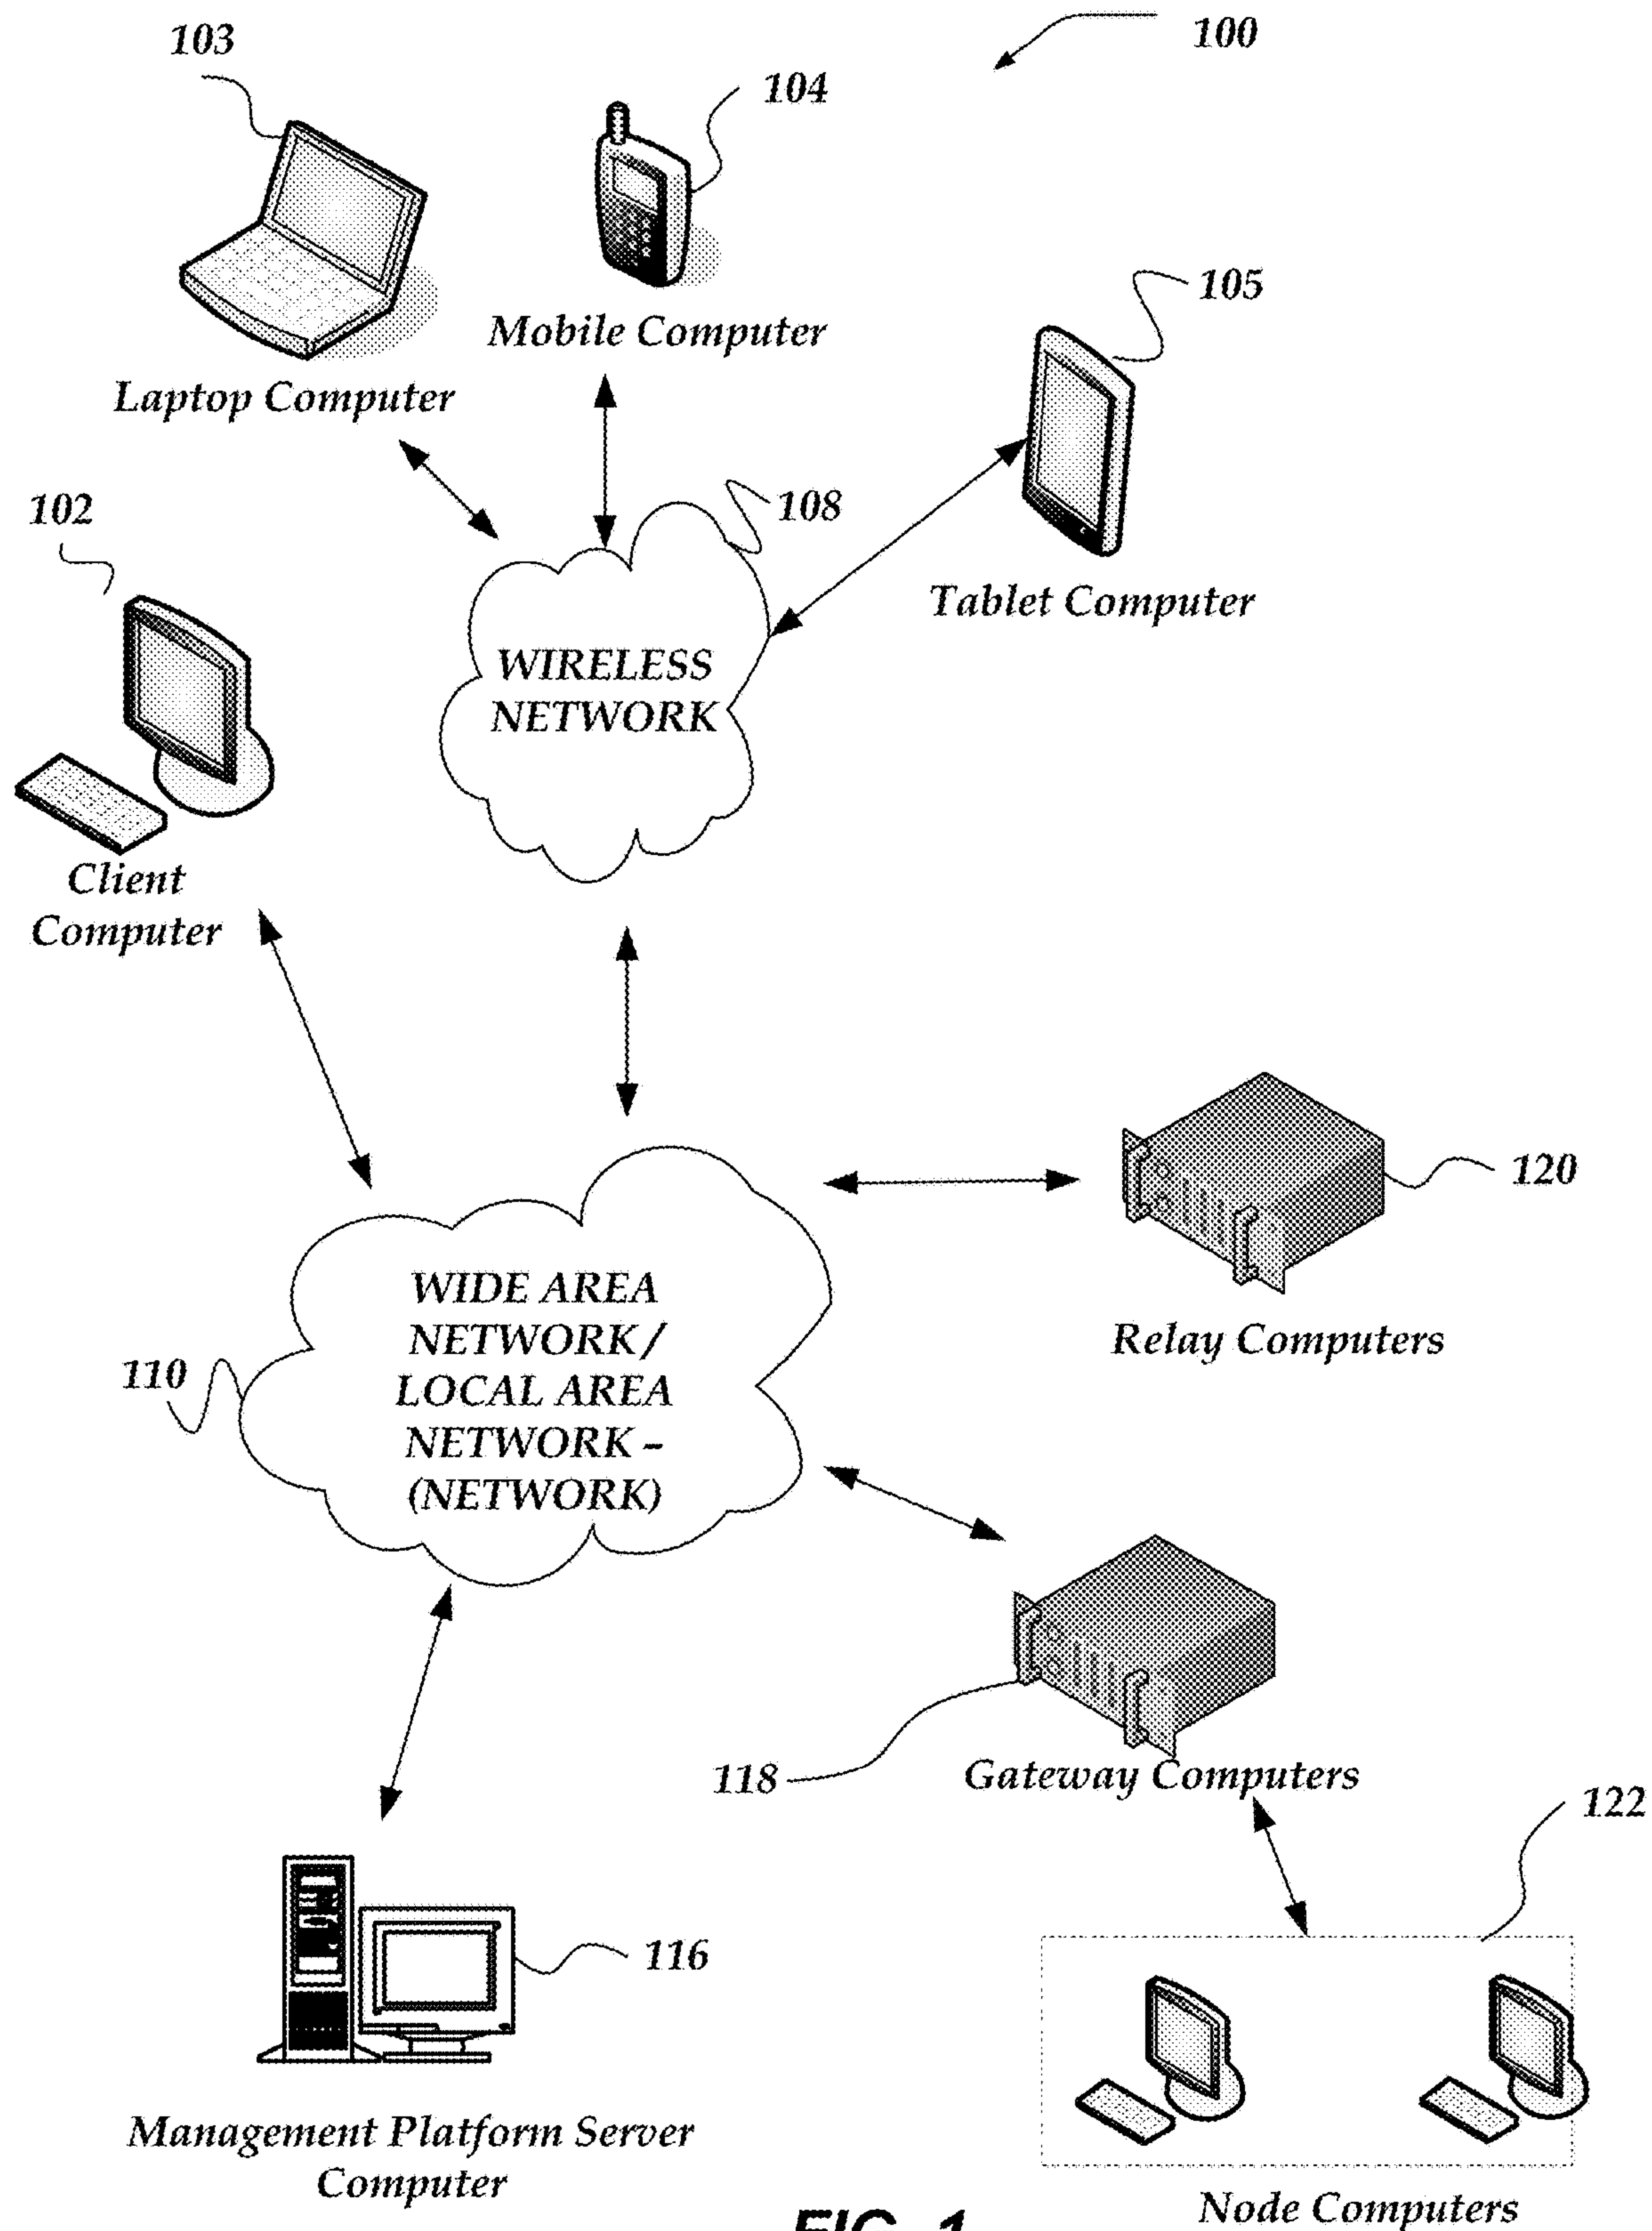 103
100
104
105
Mobile Computer
Laptop Computer
108
102
Tablet Computer
WIRELESS
NETWORK
Client
Computer
120
WIDE AREA
NETWORK /
LOCAL AREA
NETWORK –
(NETWORK)
Relay Computers
110
118
Gateway Computers
122
116
Management Platform Server
Computer
Node Computers
FIG. 1